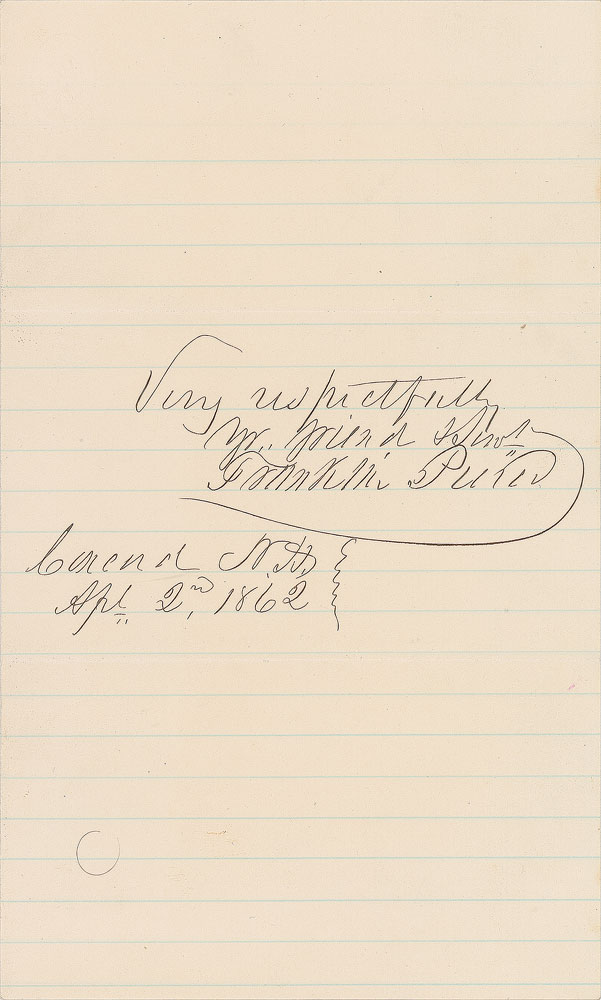 Very respectfully
Yr. friend & Servt
Franklin Pierce
Concord N.H.
Apl. 2nd, 1862